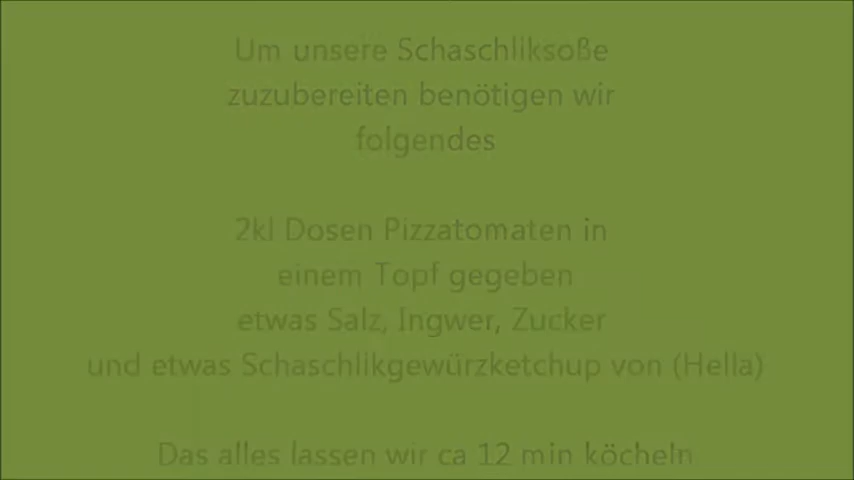 Um unsere Schaschliksoße
zuzubereiten benötigen wir
folgendes
2kl Dosen Pizzatomaten in
einem Topf gegeben
etwas Salz, Ingwer, Zucker
und etwas Schaschlikgewürzketchup von (Hella)
Das alles lassen wir ca 12 min köcheln